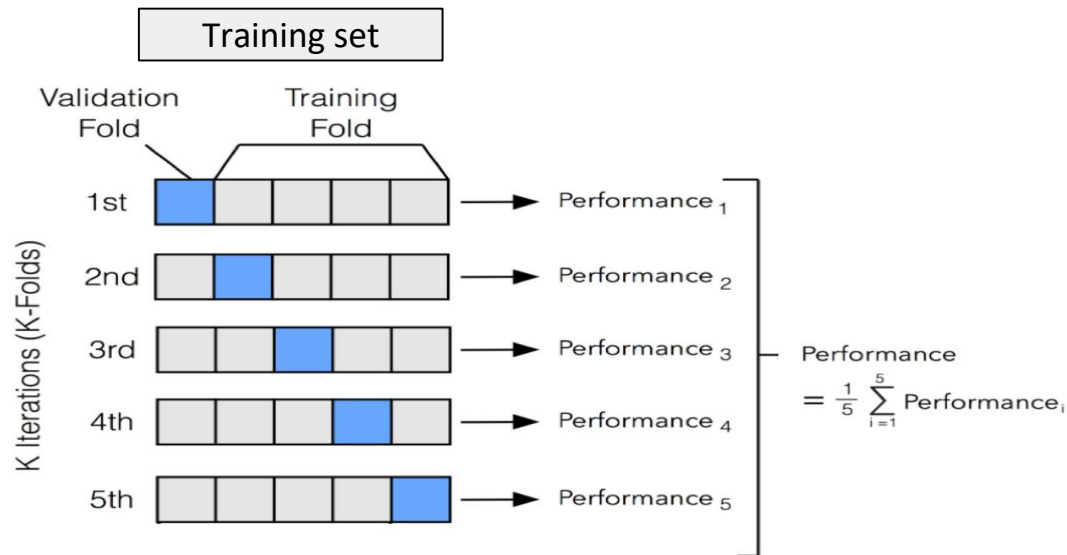 Training set
Validation
Fold
Training
Fold
K Iterations (K-Folds)
1st
Performance 1
2nd
Performance 2
3rd
Performance 3
4th
Performance 4
5th
Performance 5
Performance
= 1/5 5∑i=1 Performance i